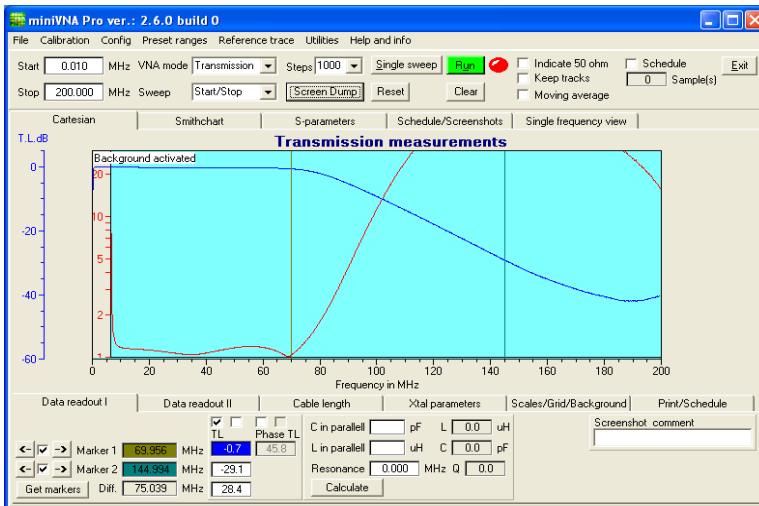 miniVNA Pro ver.: 2.6.0 build 0
File Calibration Config Preset ranges Reference trace Utilities Help and info
Start 0.010 MHz VNA mode Transmission Steps 1000 Single sweep Run Indicate 50 ohm Schedule Exit
Keep tracks 0 Sample(s)
Stop 200.000 MHz Sweep Start/Stop Screen Dump Reset Clear Moving average
Cartesian Smithchart S-parameters Schedule/Screenshots Single frequency view
T.L.dB Transmission measurements
Background activated
0 20
10
-20 5
-40 2
-60 1
0 20 40 60 80 100 120 140 160 180 200
Frequency in MHz
Data readout I Data readout II Cable length Xtal parameters Scales/Grid/Background Print/Schedule
TL Phase TL C in parallell pF L 0.0 uH Screenshot comment
<- -> Marker 1 69.956 MHz -0.7 45.8 L in parallell uH C 0.0 pF
<- -> Marker 2 144.994 MHz -29.1 Resonance 0.000 MHz Q 0.0
Get markers Diff. 75.039 MHz 28.4 Calculate